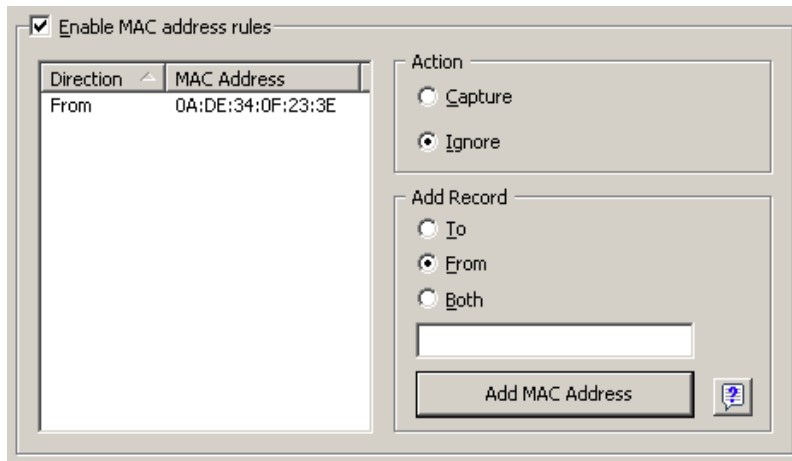 Enable MAC address rules
Direction MAC Address
From 0A:DE:34:0F:23:3E
Action
Capture
Ignore
Add Record
To
From
Both
Add MAC Address